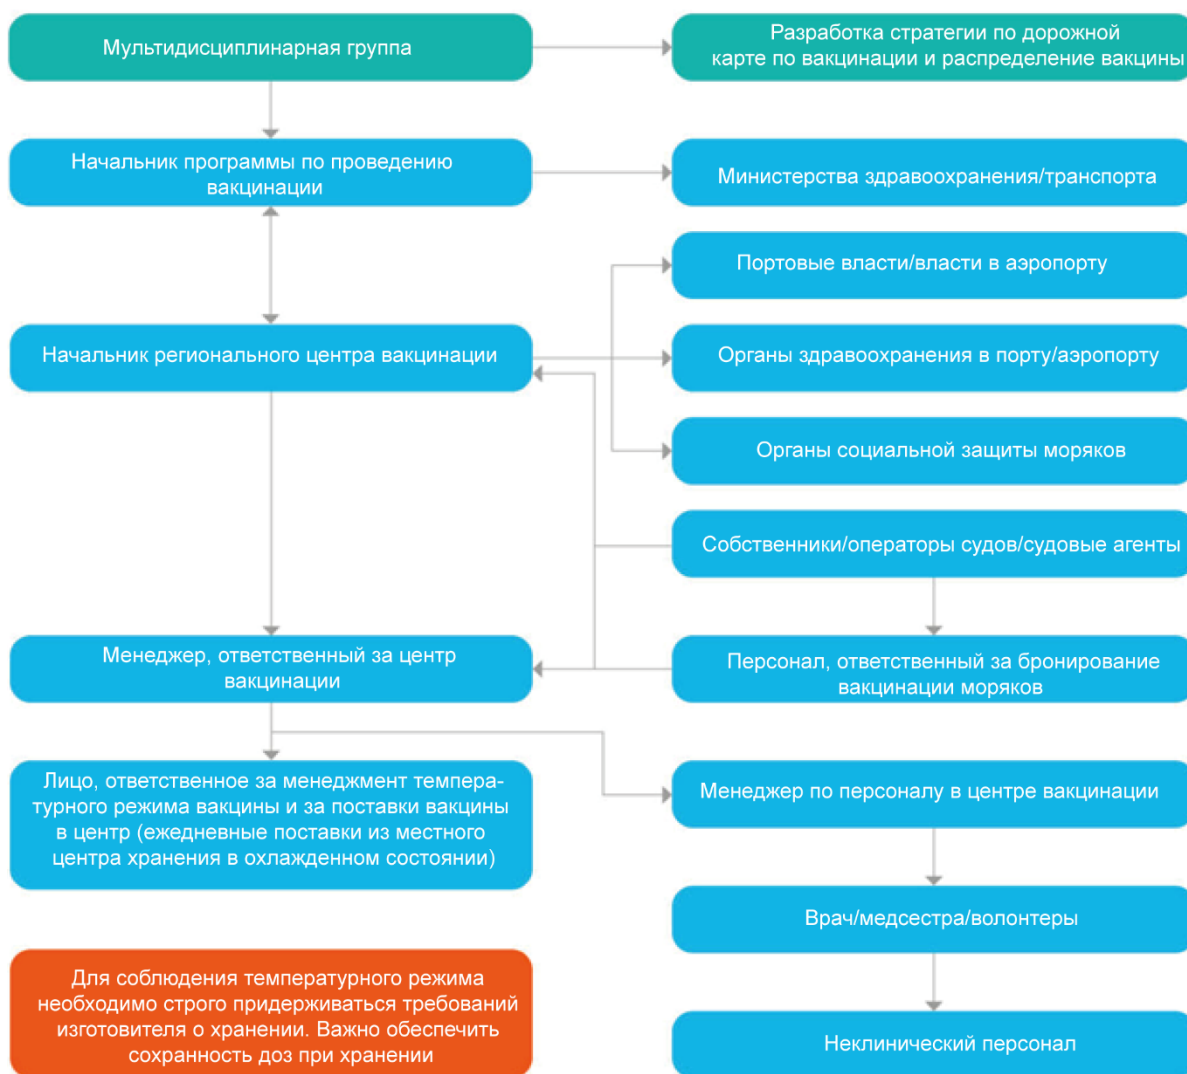 Мультидисциплинарная группа
Разработка стратегии по дорожной
карте по вакцинации и распределение вакцины
Начальник программы по проведению
вакцинации
Министерства здравоохранения/транспорта
Портовые власти/власти в аэропорту
Начальник регионального центра вакцинации
Органы здравоохранения в порту/аэропорту
Органы социальной защиты моряков
Собственники/операторы судов/судовые агенты
Менеджер, ответственный за центр
вакцинации
Персонал, ответственный за бронирование
вакцинации моряков
Лицо, ответственное за менеджмент темпера-
турного режима вакцины и за поставки вакцины
в центр (ежедневные поставки из местного
центра хранения в охлажденном состоянии)
Менеджер по персоналу в центре вакцинации
Врач/медсестра/волонтеры
Для соблюдения температурного режима
необходимо строго придерживаться требований
изготовителя о хранении. Важно обеспечить
сохранность доз при хранении
Неклинический персонал